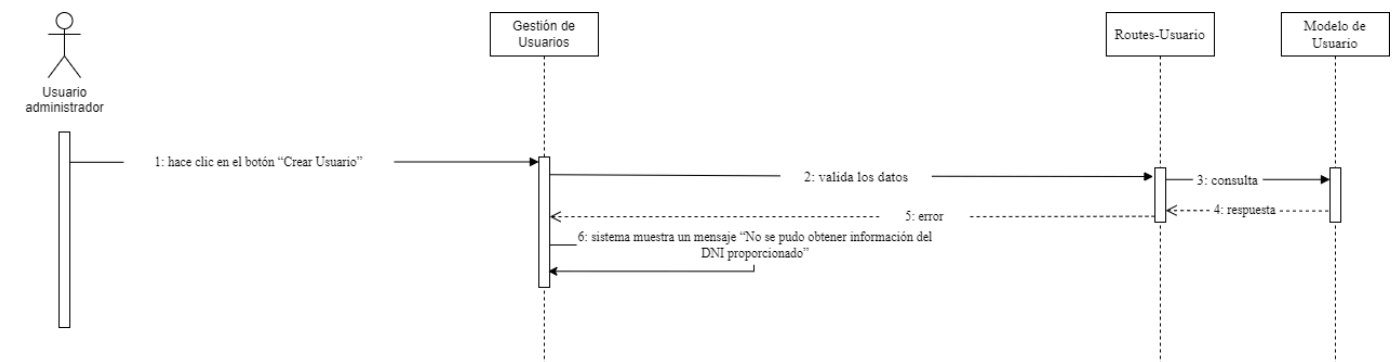 Usuario
administrador
Gestión de
Usuarios
Routes-Usuario
Modelo de
Usuario
1: hace clic en el botón “Crear Usuario”
2: valida los datos
3: consulta
4: respuesta
5: error
6: sistema muestra un mensaje “No se pudo obtener información del
DNI proporcionado”